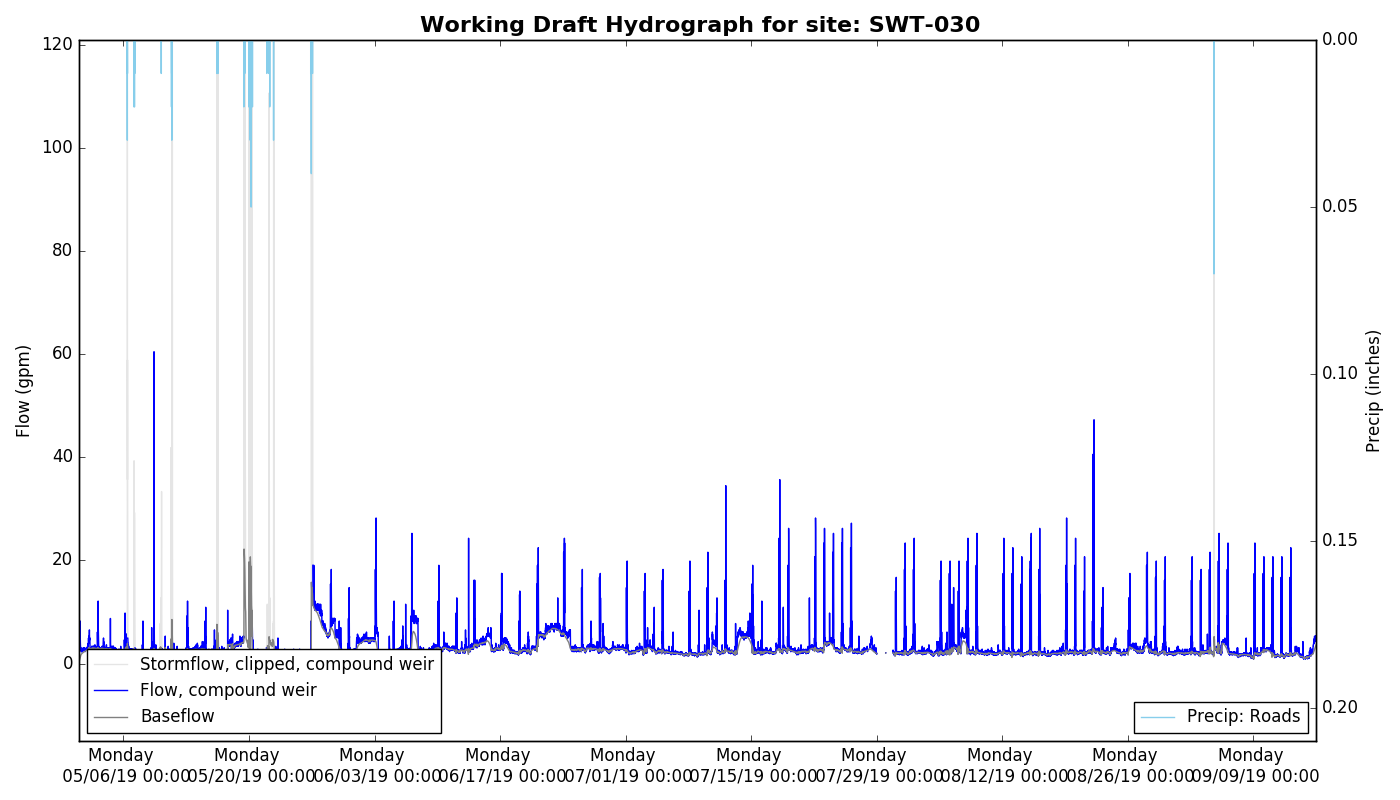 Working Draft Hydrograph for site: SWT-030
120
100
80
60
40
20
0
Flow (gpm)
0.00
0.05
0.10
0.15
0.20
Precip (inches)
Stormflow, clipped, compound weir
Flow, compound weir
Baseflow
Precip: Roads
Monday Monday Monday Monday Monday Monday Monday Monday Monday Monday
05/06/19 00:00 05/20/19 00:00 06/03/19 00:00 06/17/19 00:00 07/01/19 00:00 07/15/19 00:00 07/29/19 00:00 08/12/19 00:00 08/26/19 00:00 09/09/19 00:00